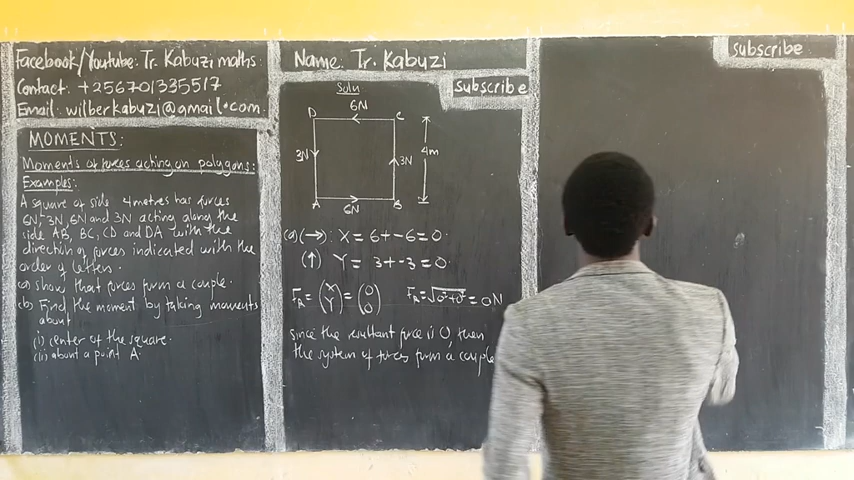 Facebook/Youtube: Tr. Kabuzi maths
Contact: +256701335517
Email: wilberkabuzi@gmail.com
MOMENTS:
Moments of forces acting on polygons:
Examples:
A square of side 4metres has forces
6N, 3N, 6N and 3N acting along the
side AB, BC, CD and DA with the
direction of forces indicated with the
order of letters.
(a) show that forces form a couple.
(b) Find the moment by taking moments
about
(i) center of the square.
(ii) about a point A.
Name: Tr. Kabuzi
subscribe
Soln
6N
D C
3N 3N 4m
A B
6N
(a) (→): X = 6 + -6 = 0.
(↑) Y = 3 + -3 = 0.
F_R = (X Y) = (0 0) F_R = √0²+0² = 0N
since the resultant force is 0, then
the system of forces form a couple
subscribe